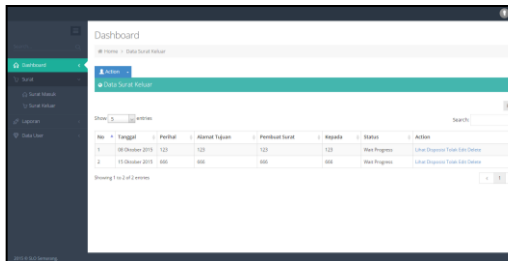 Dashboard
Home > Data Surat Keluar
Dashboard
Surat
Surat Masuk
Surat Keluar
Laporan
Data User
Action
Data Surat Keluar
Show 5 entries
Search:
No Tanggal Perihal Alamat Tujuan Pembuat Surat Kepada Status Action
1 08 Oktober 2015 123 123 123 123 Wait Progress Lihat Disposisi Tolak Edit Delete
2 15 Oktober 2015 666 666 666 666 Wait Progress Lihat Disposisi Tolak Edit Delete
Showing 1 to 2 of 2 entries
1